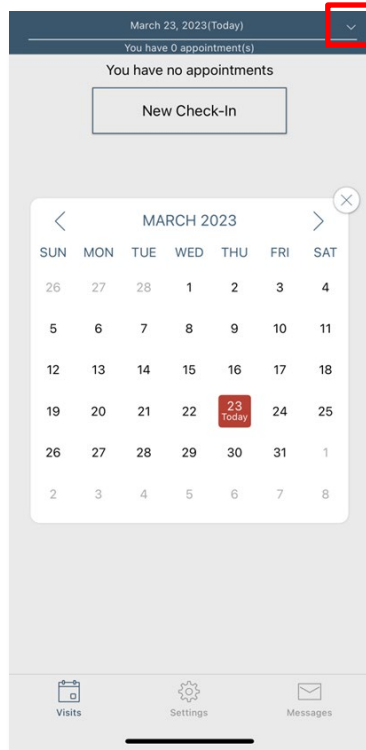 March 23, 2023(Today)
You have 0 appointment(s)
You have no appointments
New Check-In
MARCH 2023
SUN MON TUE WED THU FRI SAT
26 27 28 1 2 3 4
5 6 7 8 9 10 11
12 13 14 15 16 17 18
19 20 21 22 23 24 25
Today
26 27 28 29 30 31 1
2 3 4 5 6 7 8
Visits Settings Messages